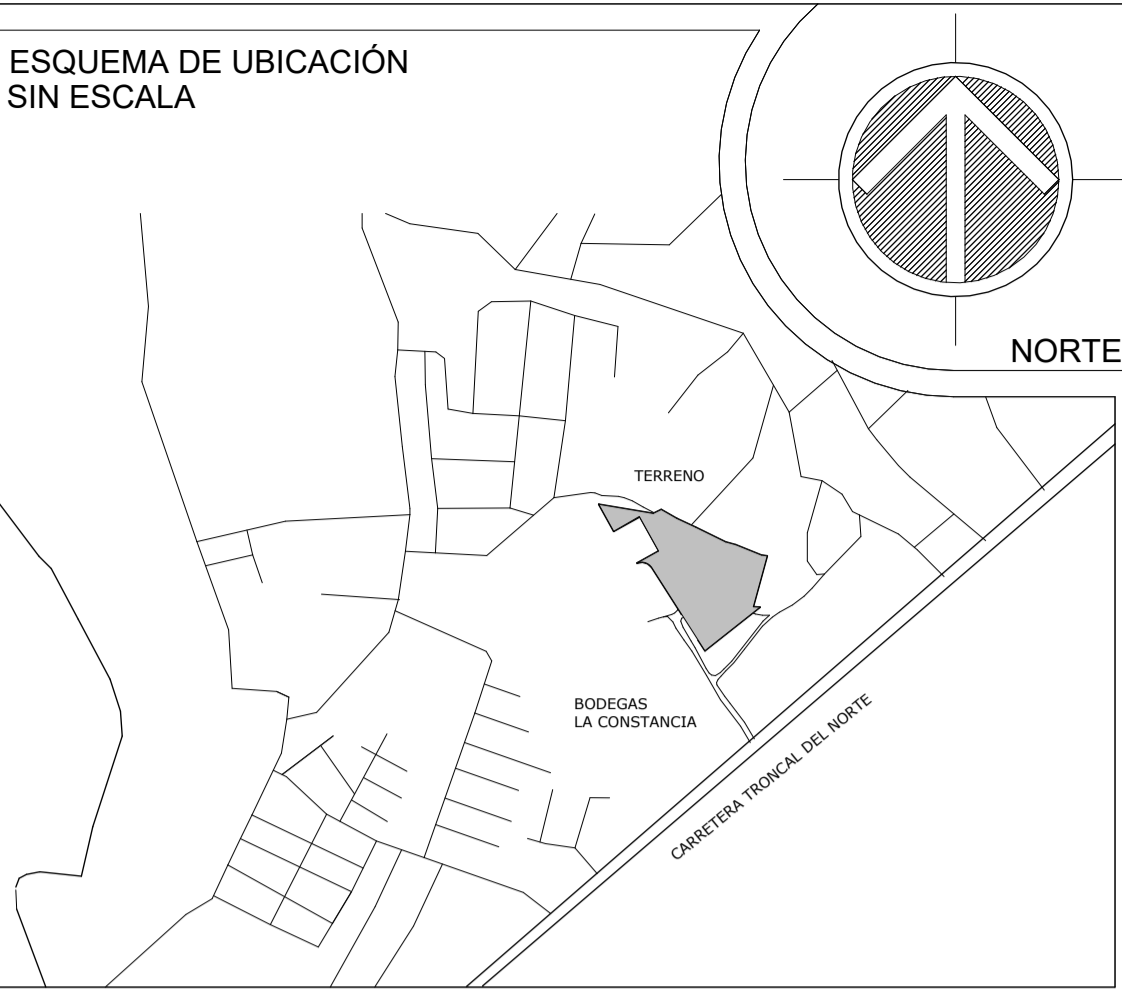 ESQUEMA DE UBICACIÓN
SIN ESCALA
NORTE
TERRENO
BODEGAS
LA CONSTANCIA
CARRETERA TRONCAL DEL NORTE